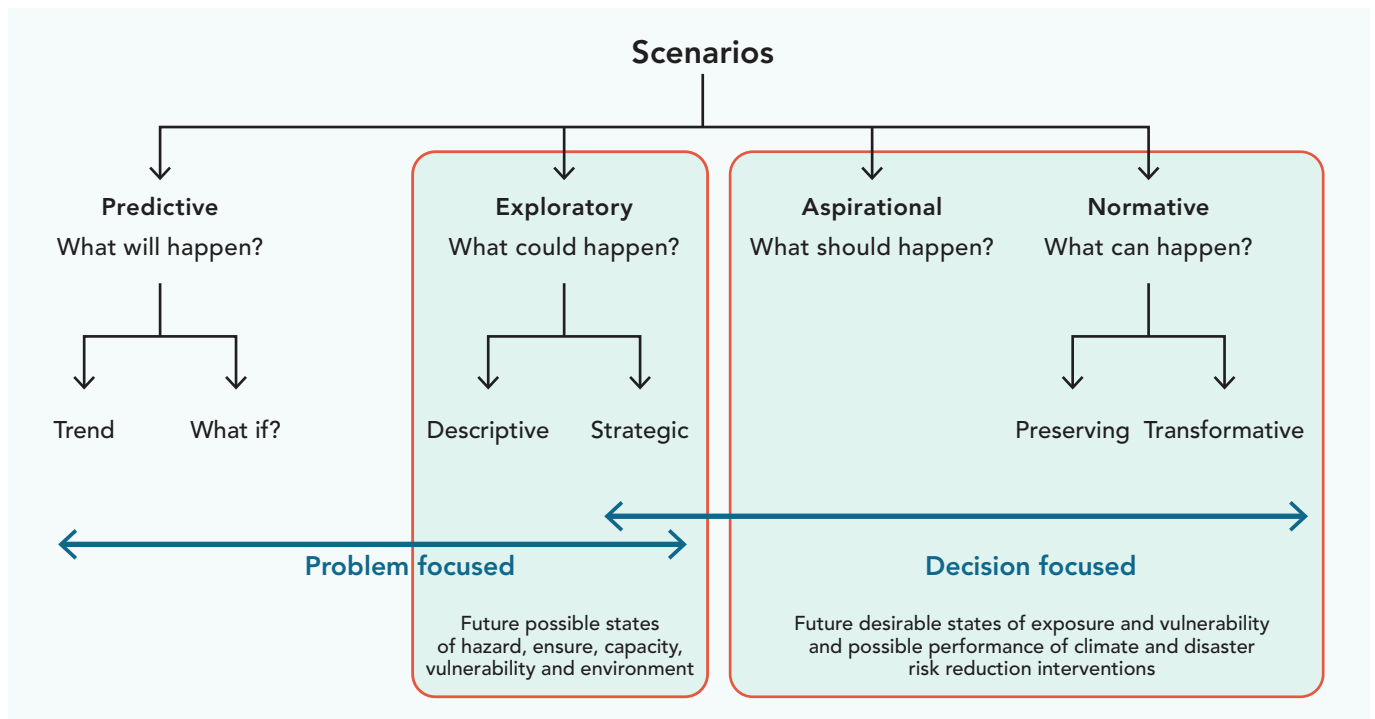 Scenarios
Predictive
What will happen?
Exploratory
What could happen?
Aspirational
What should happen?
Normative
What can happen?
Trend
What if?
Descriptive
Strategic
Preserving
Transformative
Problem focused
Decision focused
Future possible states
of hazard, ensure, capacity,
vulnerability and environment
Future desirable states of exposure and vulnerability
and possible performance of climate and disaster
risk reduction interventions